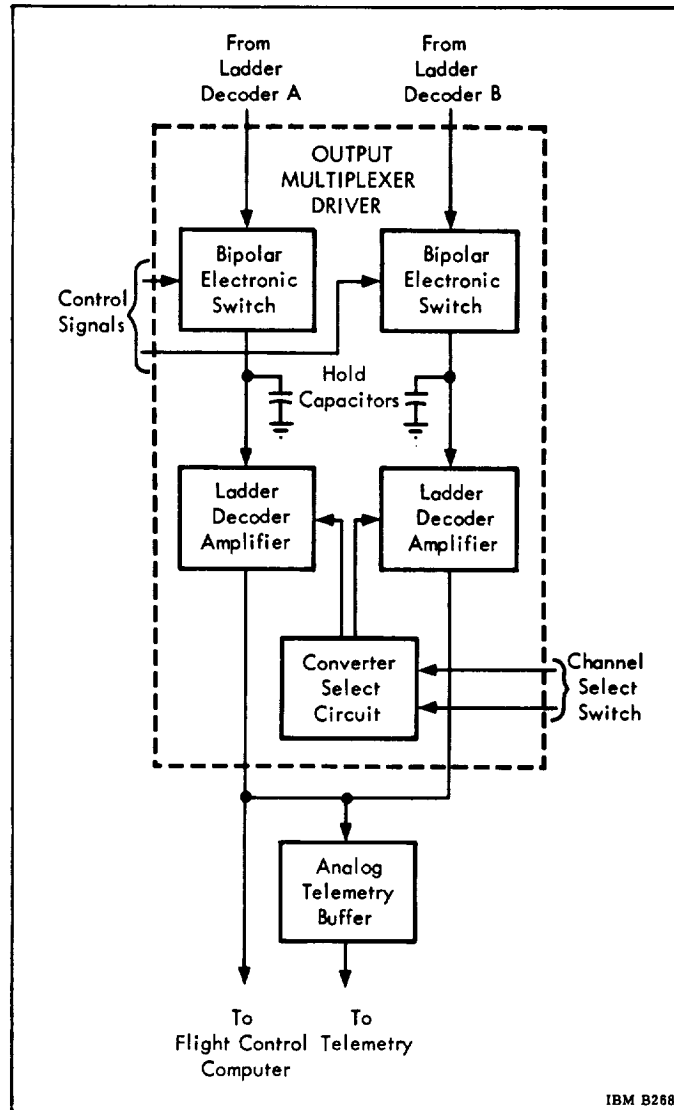 From
Ladder
Decoder A
From
Ladder
Decoder B
OUTPUT
MULTIPLEXER
DRIVER
Bipolar
Electronic
Switch
Bipolar
Electronic
Switch
Control
Signals
Hold
Capacitors
Ladder
Decoder
Amplifier
Ladder
Decoder
Amplifier
Converter
Select
Circuit
Channel
Select
Switch
Analog
Telemetry
Buffer
To
Flight Control
Computer
To
Telemetry
IBM B268